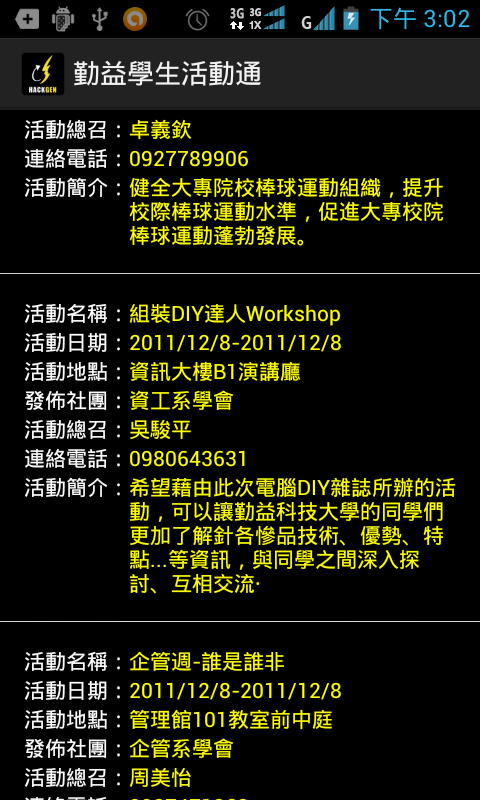 3G 3G
1X
G
下午 3:02
HACKGEN
勤益學生活動通
活動總召：卓義欽
連絡電話：0927789906
活動簡介：健全大專院校棒球運動組織，提升
校際棒球運動水準，促進大專校院
棒球運動蓬勃發展。
活動名稱：組裝DIY達人Workshop
活動日期：2011/12/8-2011/12/8
活動地點：資訊大樓B1演講廳
發佈社團：資工系學會
活動總召：吳駿平
連絡電話：0980643631
活動簡介：希望藉由此次電腦DIY雜誌所辦的活
動，可以讓勤益科技大學的同學們
更加了解針各慘品技術、優勢、特
點...等資訊，與同學之間深入探
討、互相交流·
活動名稱：企管週-誰是誰非
活動日期：2011/12/8-2011/12/8
活動地點：管理館101教室前中庭
發佈社團：企管系學會
活動總召：周美怡